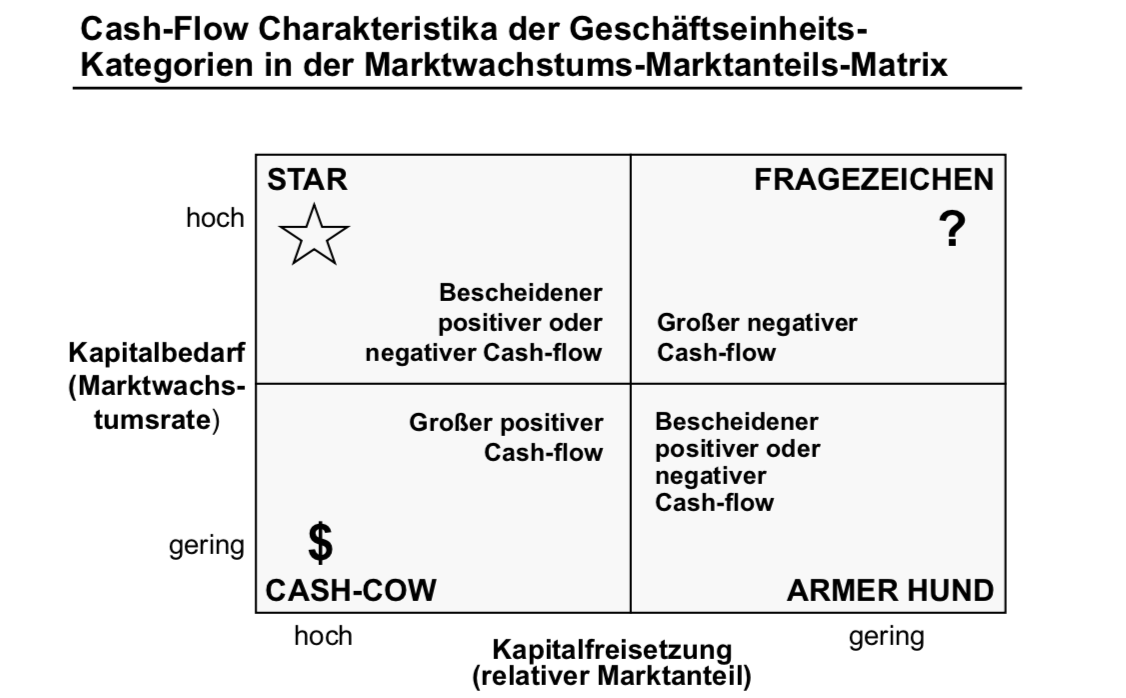 Cash-Flow Charakteristika der Geschäftseinheits-
Kategorien in der Marktwachstums-Marktanteils-Matrix
STAR
FRAGEZEICHEN
hoch
?
Bescheidener
positiver oder
negativer Cash-flow
Großer negativer
Cash-flow
Kapitalbedarf
(Marktwachs-
tumsrate)
Großer positiver
Cash-flow
Bescheidener
positiver oder
negativer
Cash-flow
gering
$
CASH-COW
ARMER HUND
hoch
gering
Kapitalfreisetzung
(relativer Marktanteil)